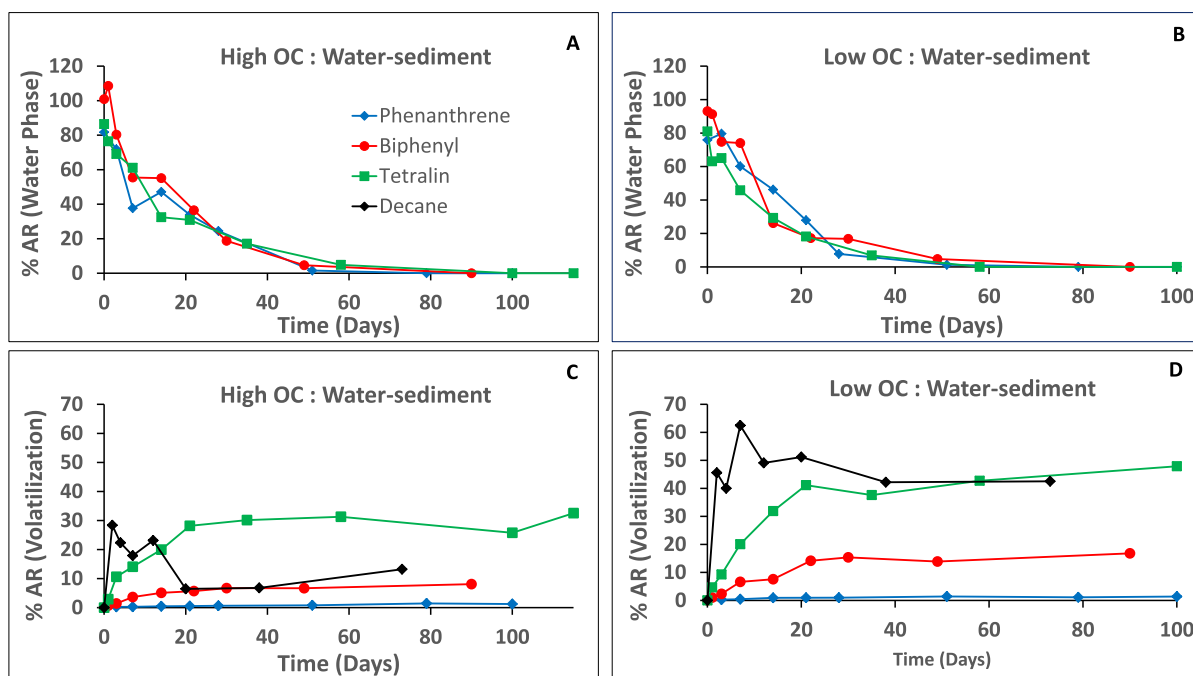 A
High OC : Water-sediment
% AR (Water Phase)
120
100
80
60
40
20
0
Phenanthrene
Biphenyl
Tetralin
Decane
0 20 40 60 80 100
Time (Days)
B
Low OC : Water-sediment
% AR (Water Phase)
120
100
80
60
40
20
0
0 20 40 60 80 100
Time (Days)
C
High OC : Water-sediment
% AR (Volatilization)
70
60
50
40
30
20
10
0
0 20 40 60 80 100
Time (Days)
D
Low OC : Water-sediment
% AR (Volatilization)
70
60
50
40
30
20
10
0
0 20 40 60 80 100
Time (Days)